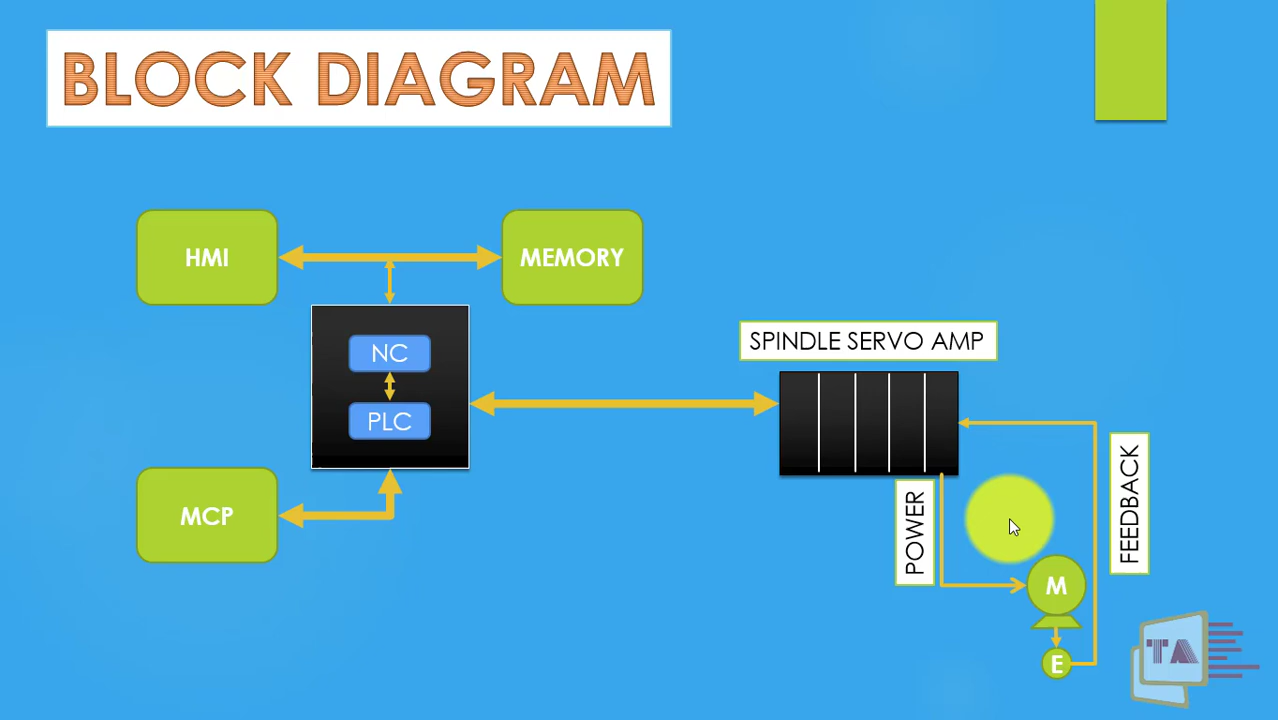 BLOCK DIAGRAM
HMI
MEMORY
NC
PLC
SPINDLE SERVO AMP
MCP
POWER
FEEDBACK
M
E
TA